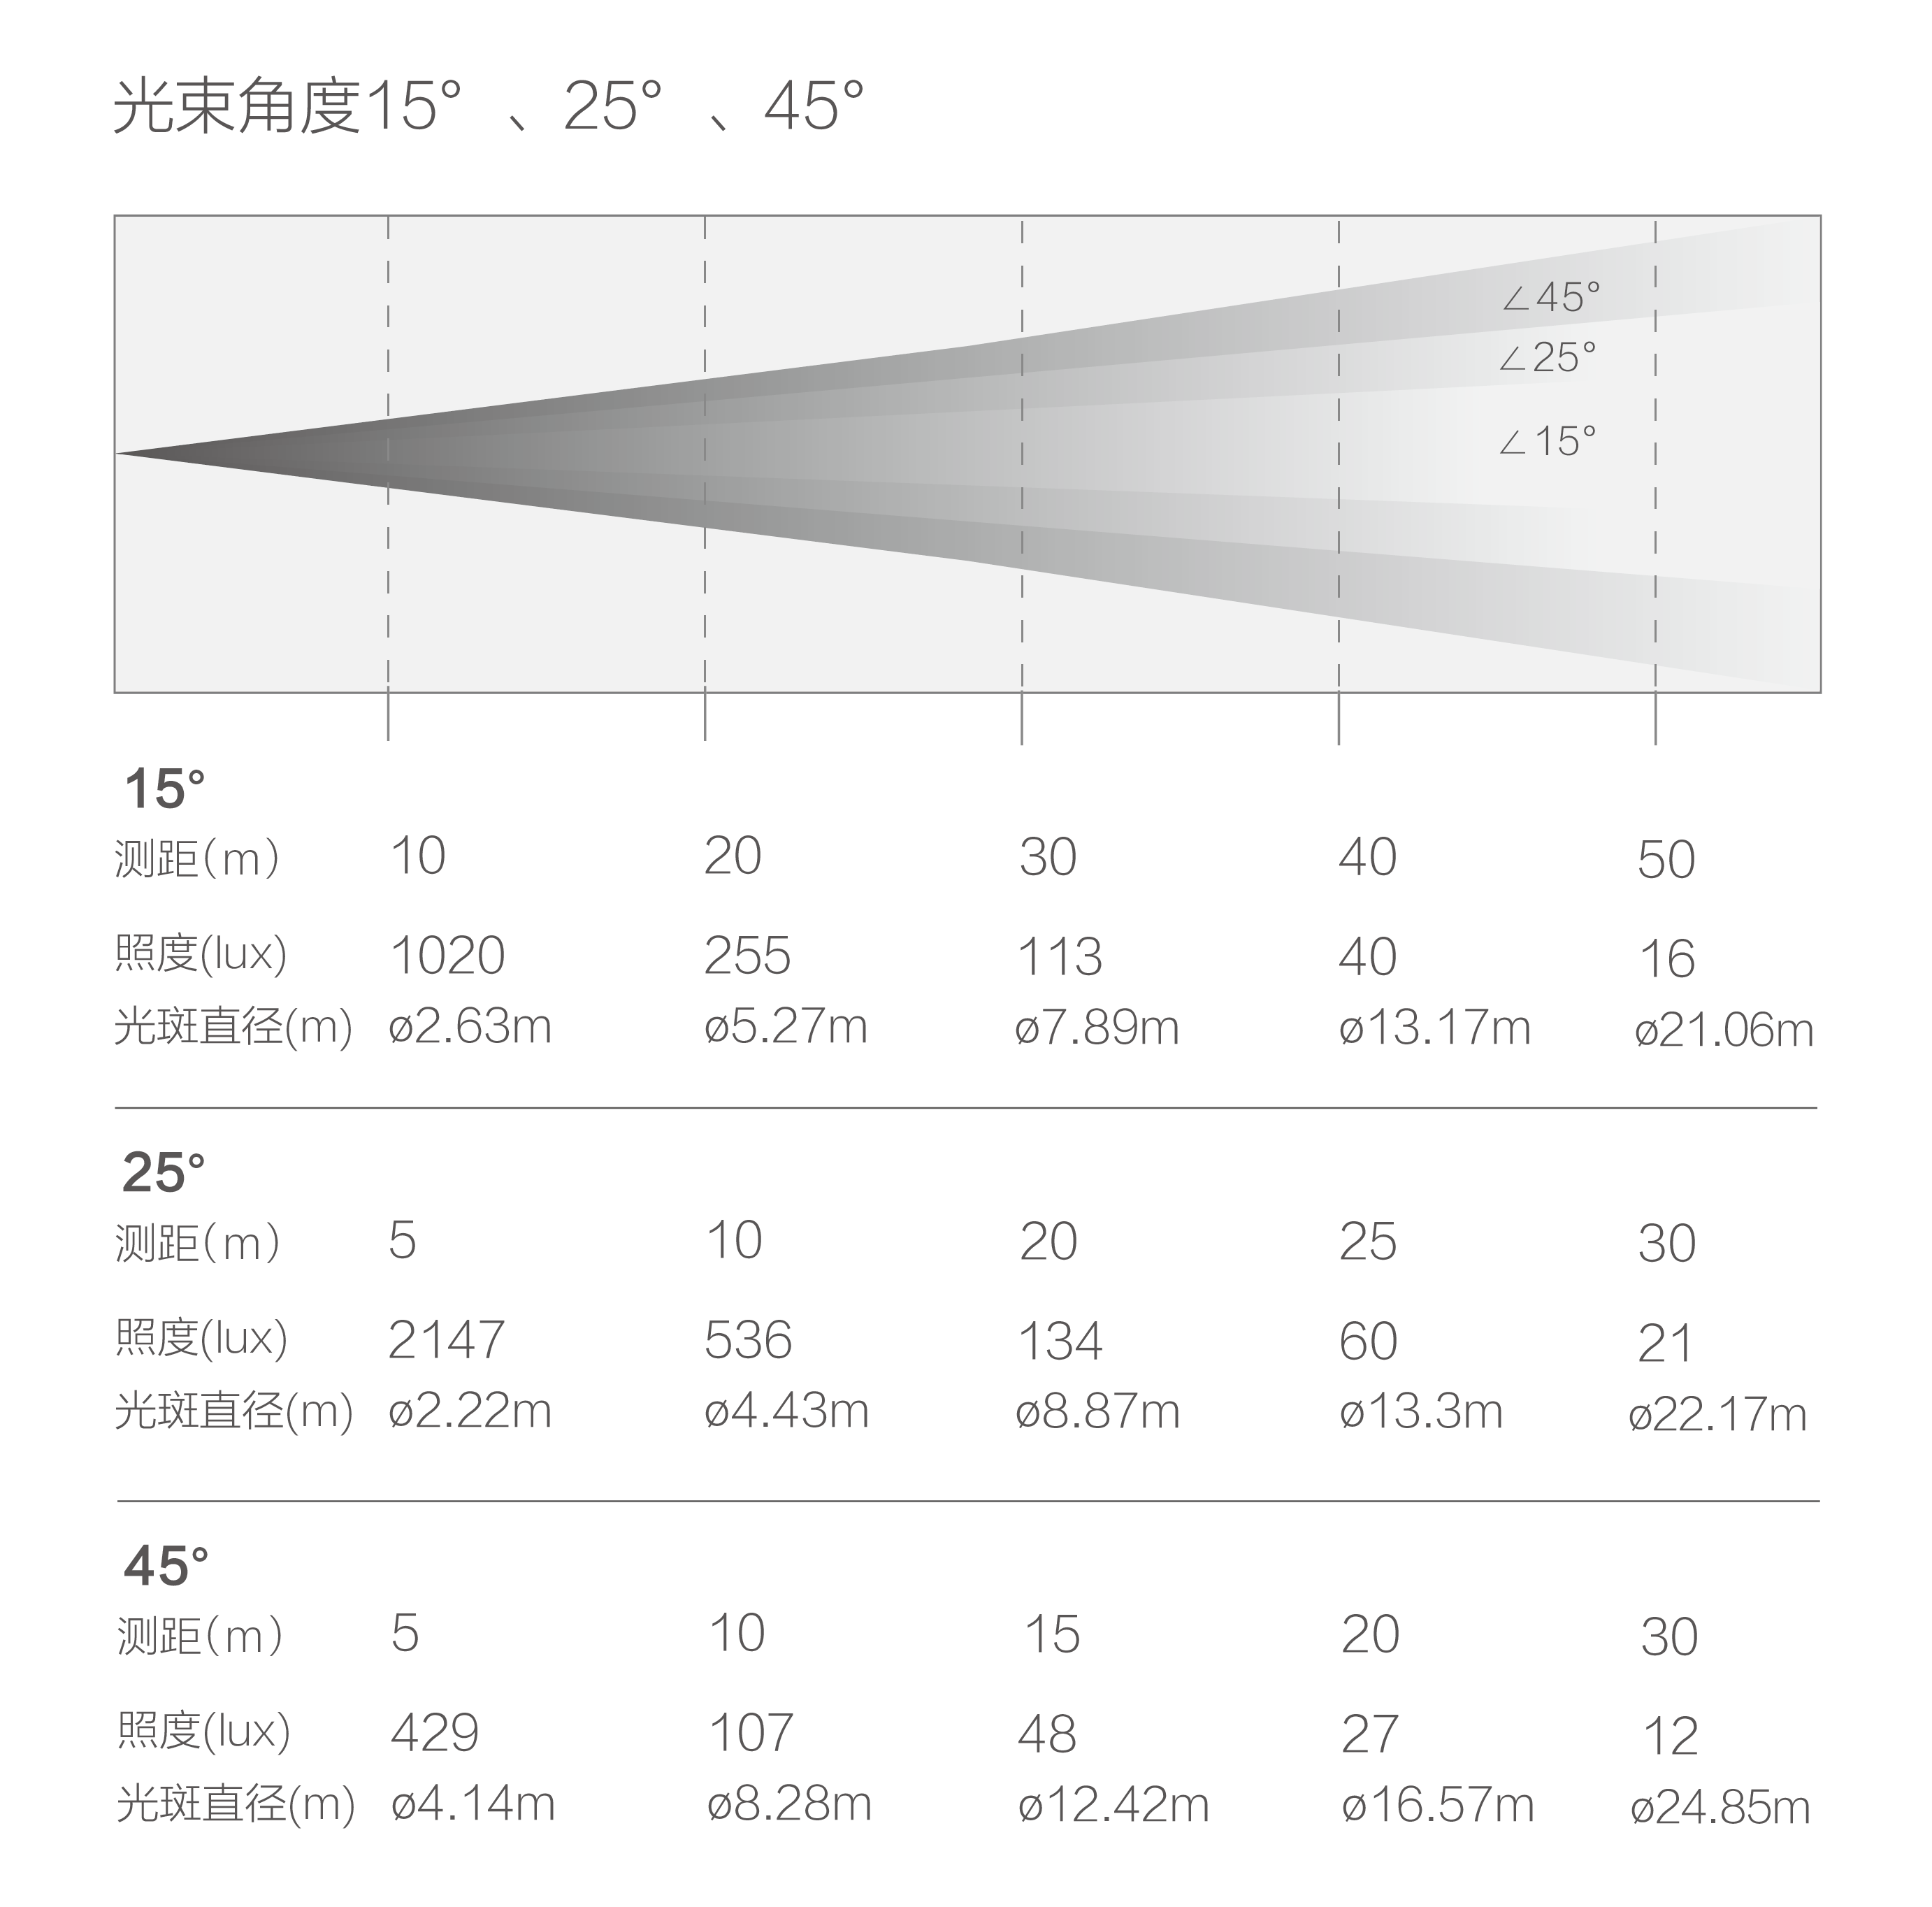 光束角度15° 、25° 、45°
∠45°
∠25°
∠15°
15°
测距(m) 10 20 30 40 50
照度(lux) 1020 255 113 40 16
光斑直径(m) ø2.63m ø5.27m ø7.89m ø13.17m ø21.06m
25°
测距(m) 5 10 20 25 30
照度(lux) 2147 536 134 60 21
光斑直径(m) ø2.22m ø4.43m ø8.87m ø13.3m ø22.17m
45°
测距(m) 5 10 15 20 30
照度(lux) 429 107 48 27 12
光斑直径(m) ø4.14m ø8.28m ø12.42m ø16.57m ø24.85m